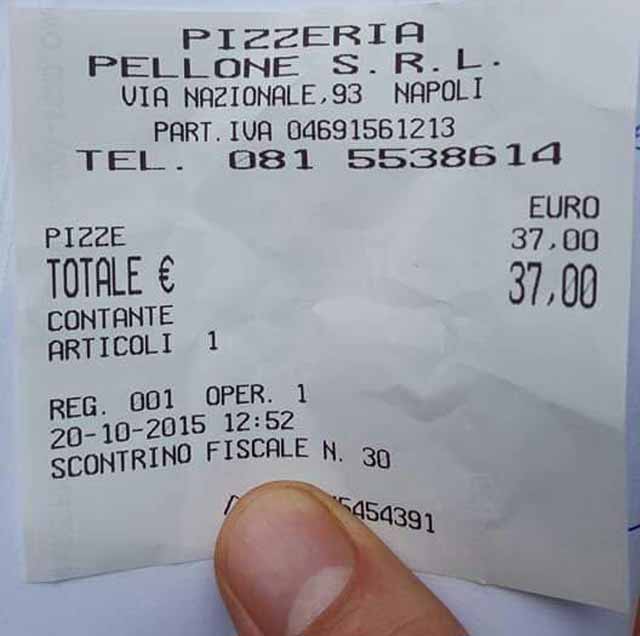 PIZZERIA
PELLONE S.R.L.
VIA NAZIONALE,93 NAPOLI
PART.IVA 04691561213
TEL. 081 5538614
EURO
PIZZE 37,00
TOTALE € 37,00
CONTANTE
ARTICOLI 1
REG. 001 OPER. 1
20-10-2015 12:52
SCONTRINO FISCALE N. 30
5454391